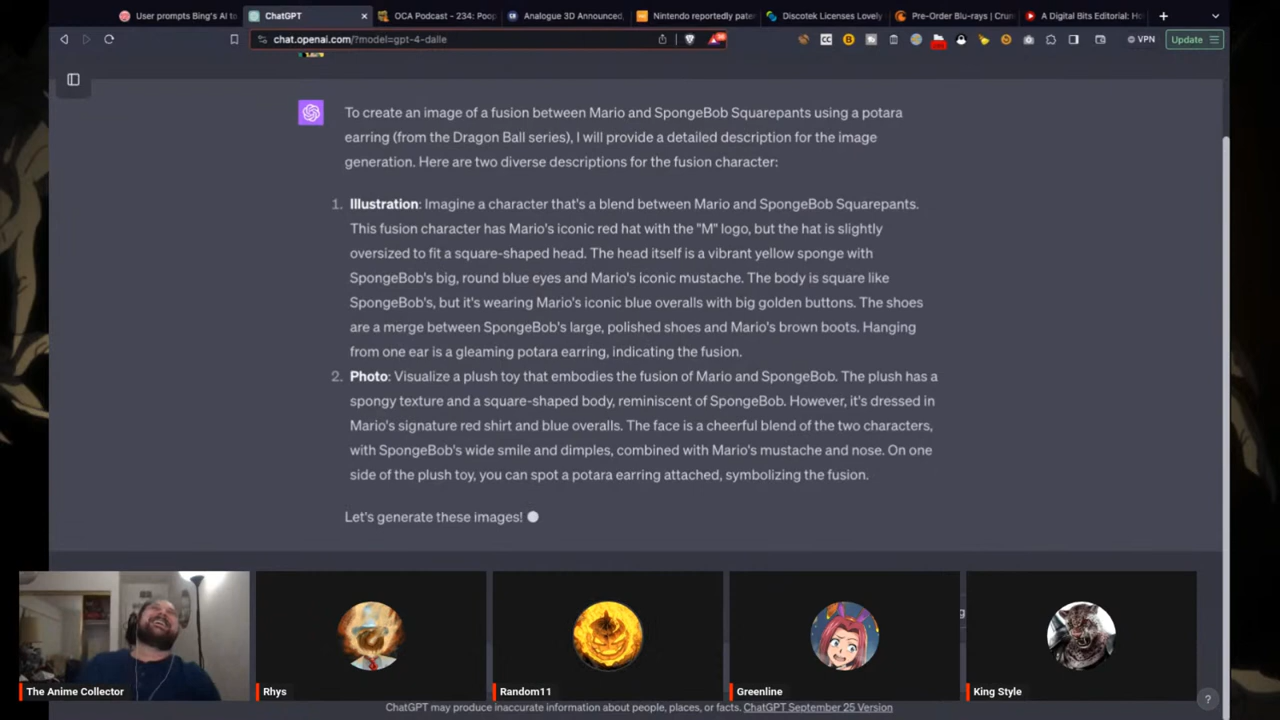 User prompts Bing's AI to
ChatGPT
OCA Podcast - 234: Poop
Analogue 3D Announced,
Nintendo reportedly pate
Discotek Licenses Lovely
Pre-Order Blu-rays | Crun
A Digital Bits Editorial: Ho
chat.openai.com/?model=gpt-4-dalle
CC
VPN
Update
To create an image of a fusion between Mario and SpongeBob Squarepants using a potara
earring (from the Dragon Ball series), I will provide a detailed description for the image
generation. Here are two diverse descriptions for the fusion character:
1. Illustration: Imagine a character that's a blend between Mario and SpongeBob Squarepants.
This fusion character has Mario's iconic red hat with the "M" logo, but the hat is slightly
oversized to fit a square-shaped head. The head itself is a vibrant yellow sponge with
SpongeBob's big, round blue eyes and Mario's iconic mustache. The body is square like
SpongeBob's, but it's wearing Mario's iconic blue overalls with big golden buttons. The shoes
are a merge between SpongeBob's large, polished shoes and Mario's brown boots. Hanging
from one ear is a gleaming potara earring, indicating the fusion.
2. Photo: Visualize a plush toy that embodies the fusion of Mario and SpongeBob. The plush has a
spongy texture and a square-shaped body, reminiscent of SpongeBob. However, it's dressed in
Mario's signature red shirt and blue overalls. The face is a cheerful blend of the two characters,
with SpongeBob's wide smile and dimples, combined with Mario's mustache and nose. On one
side of the plush toy, you can spot a potara earring attached, symbolizing the fusion.
Let's generate these images!
The Anime Collector
Rhys
Random11
Greenline
King Style
ChatGPT may produce inaccurate information about people, places, or facts. ChatGPT September 25 Version
?